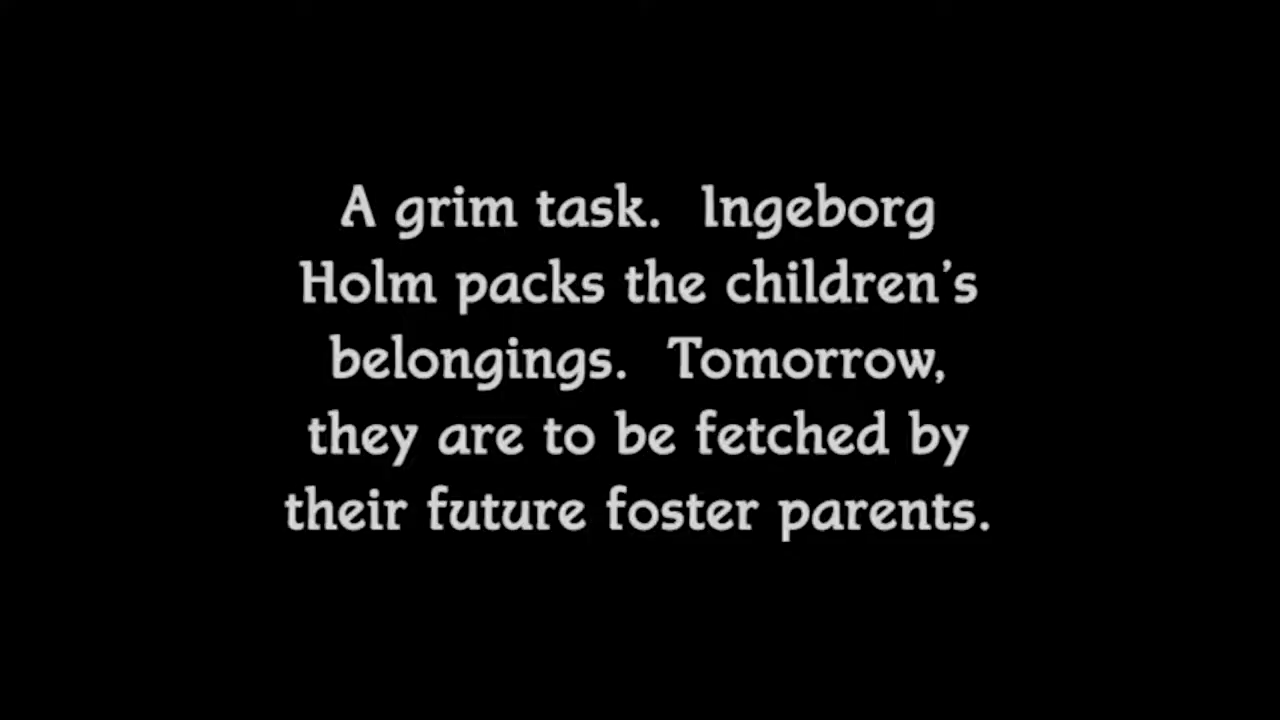 A grim task.  Ingeborg
Holm packs the children's
belongings.  Tomorrow,
they are to be fetched by
their future foster parents.